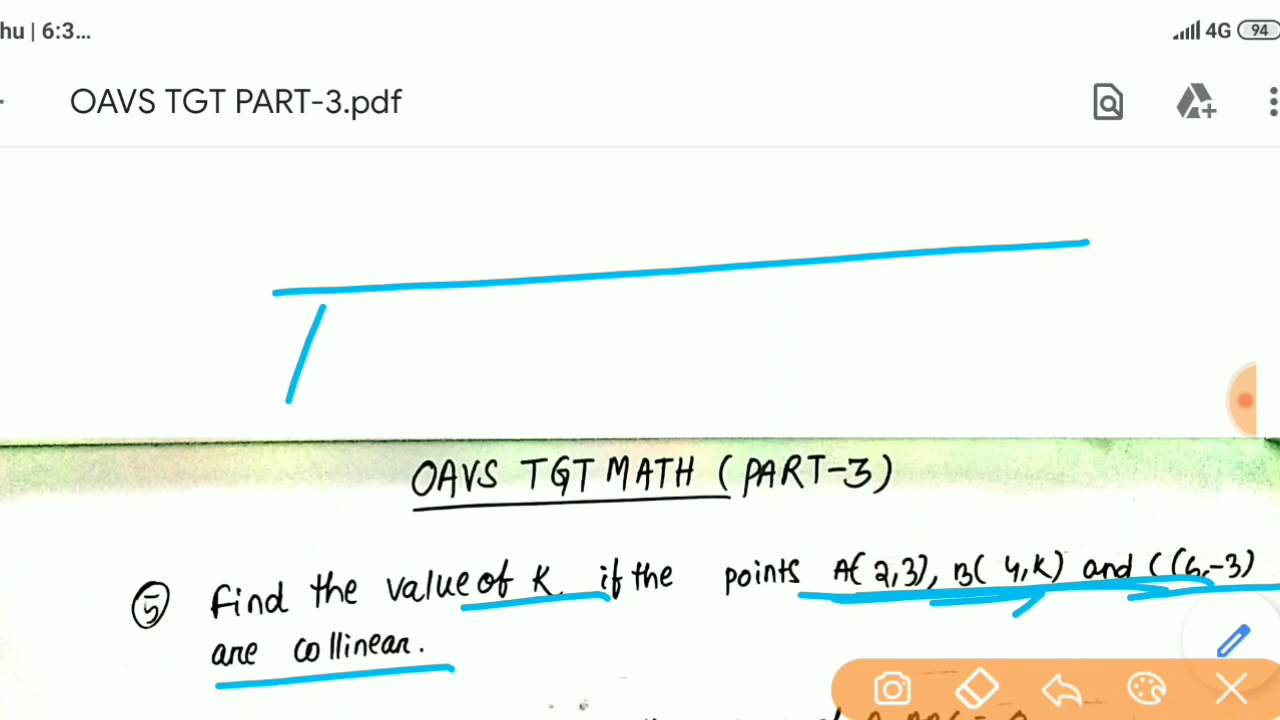 hu | 6:3...
4G 94
OAVS TGT PART-3.pdf
OAVS TGT MATH (PART-3)
5 Find the value of K if the points A(2,3), B(4,K) and C(6,-3)
are collinear.